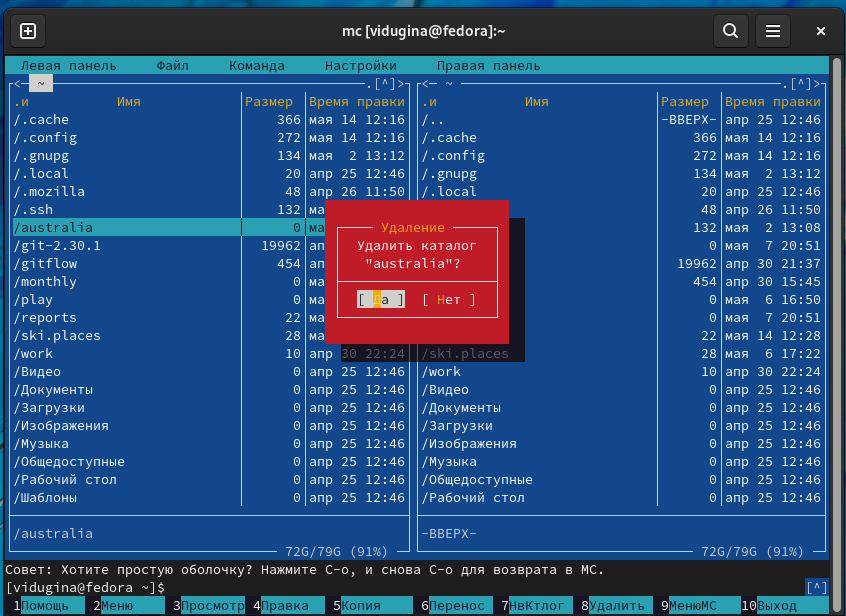 mc [vidugina@fedora]:~
Левая панель Файл Команда Настройки Правая панель
<- ~ .[^]> <- ~ .[^]>
.и Имя Размер Время правки .и Имя Размер Время правки
/.cache 366 мая 14 12:16 /.. -ВВЕРХ- апр 25 12:46
/.config 272 мая 14 12:16 /.cache 366 мая 14 12:16
/.gnupg 134 мая 2 13:12 /.config 272 мая 14 12:16
/.local 20 апр 25 12:46 /.gnupg 134 мая 2 13:12
/.mozilla 48 апр 26 11:50 /.local 20 апр 25 12:46
/.ssh 132 ма 48 апр 26 11:50
/australia 0 ма Удаление 132 мая 2 13:08
/git-2.30.1 19962 ап Удалить каталог 0 мая 7 20:51
/gitflow 454 ап "australia"? 19962 апр 30 21:37
/monthly 0 ма 454 апр 30 15:45
/play 0 ма [ Да ] [ Нет ] 0 мая 6 16:50
/reports 22 ма 0 мая 7 20:51
/ski.places 28 ма 22 мая 14 12:28
/work 10 апр 30 22:24 /ski.places 28 мая 6 17:22
/Видео 0 апр 25 12:46 /work 10 апр 30 22:24
/Документы 0 апр 25 12:46 /Видео 0 апр 25 12:46
/Загрузки 0 апр 25 12:46 /Документы 0 апр 25 12:46
/Изображения 0 апр 25 12:46 /Загрузки 0 апр 25 12:46
/Музыка 0 апр 25 12:46 /Изображения 0 апр 25 12:46
/Общедоступные 0 апр 25 12:46 /Музыка 0 апр 25 12:46
/Рабочий стол 0 апр 25 12:46 /Общедоступные 0 апр 25 12:46
/Шаблоны 0 апр 25 12:46 /Рабочий стол 0 апр 25 12:46
/australia -ВВЕРХ-
72G/79G (91%) 72G/79G (91%)
Совет: Хотите простую оболочку? Нажмите C-o, и снова C-o для возврата в MC.
[vidugina@fedora ~]$ [^]
1Помощь 2Меню 3Просмотр 4Правка 5Копия 6Перенос 7НвКтлог 8Удалить 9МенюMC 10Выход